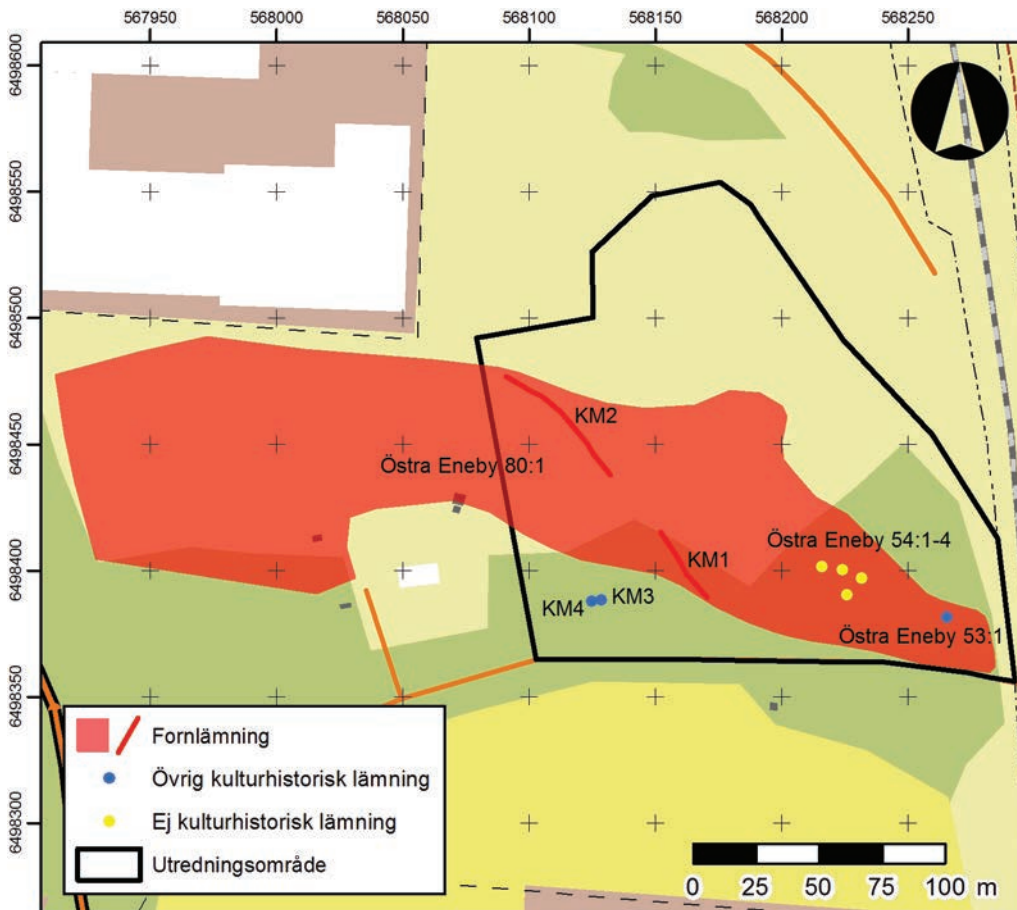 567950 568000 568050 568100 568150 568200 568250
6498600
6498550
6498500
6498450
6498400
6498350
6498300
KM2
Östra Eneby 80:1
KM1
Östra Eneby 54:1-4
KM4 KM3
Östra Eneby 53:1
Fornlämning
Övrig kulturhistorisk lämning
Ej kulturhistorisk lämning
Utredningsområde
0 25 50 75 100 m